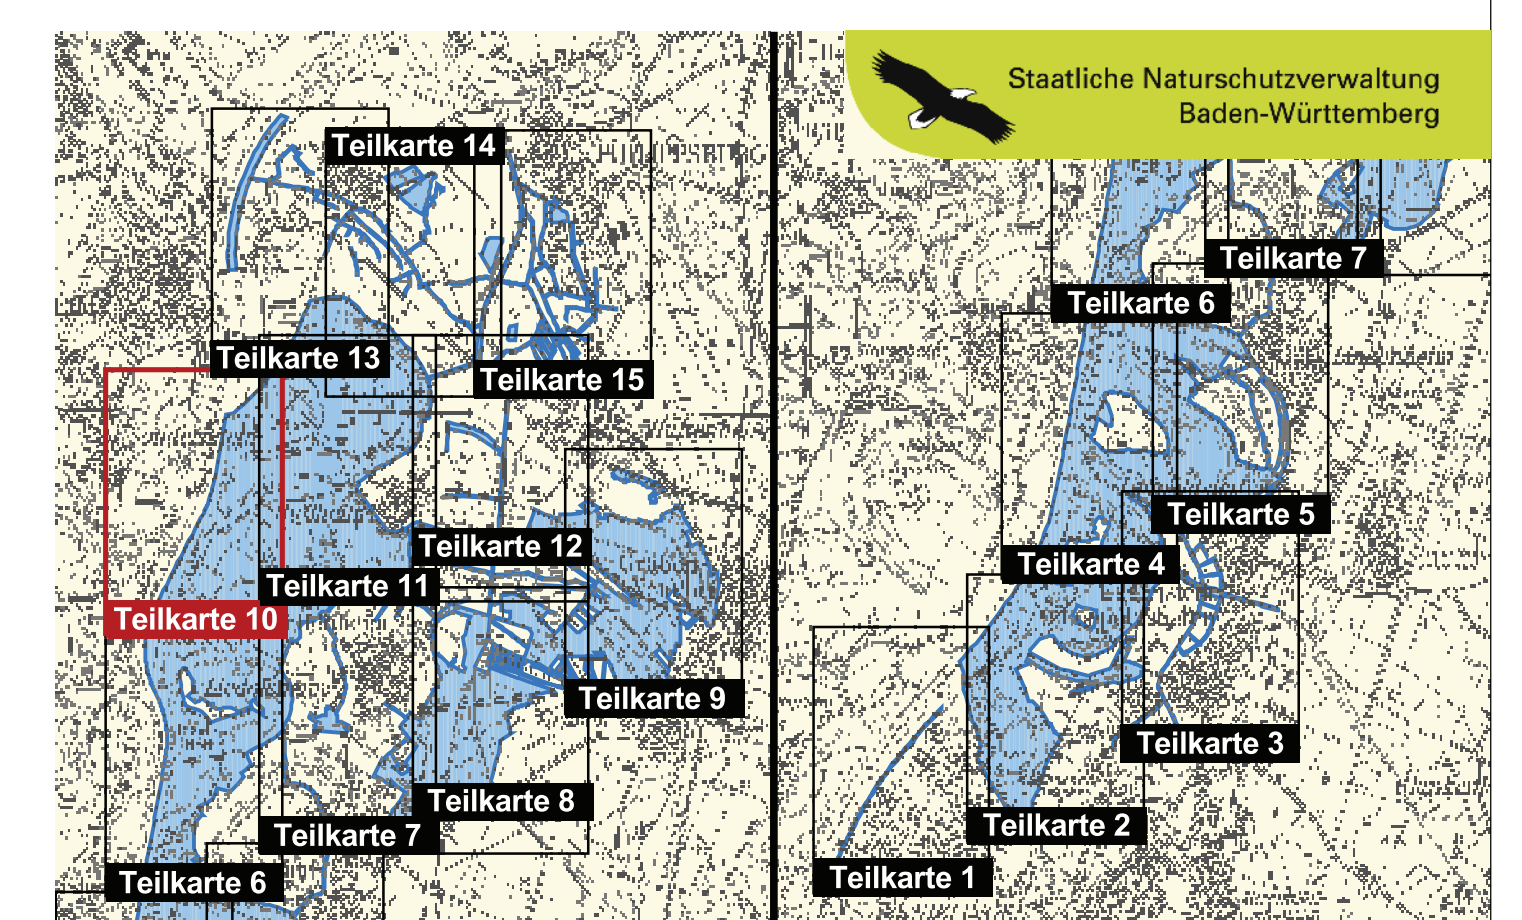 Staatliche Naturschutzverwaltung
Baden-Württemberg
Teilkarte 14
Teilkarte 13
Teilkarte 15
Teilkarte 12
Teilkarte 11
Teilkarte 10
Teilkarte 9
Teilkarte 8
Teilkarte 7
Teilkarte 6
Teilkarte 7
Teilkarte 6
Teilkarte 5
Teilkarte 4
Teilkarte 3
Teilkarte 2
Teilkarte 1